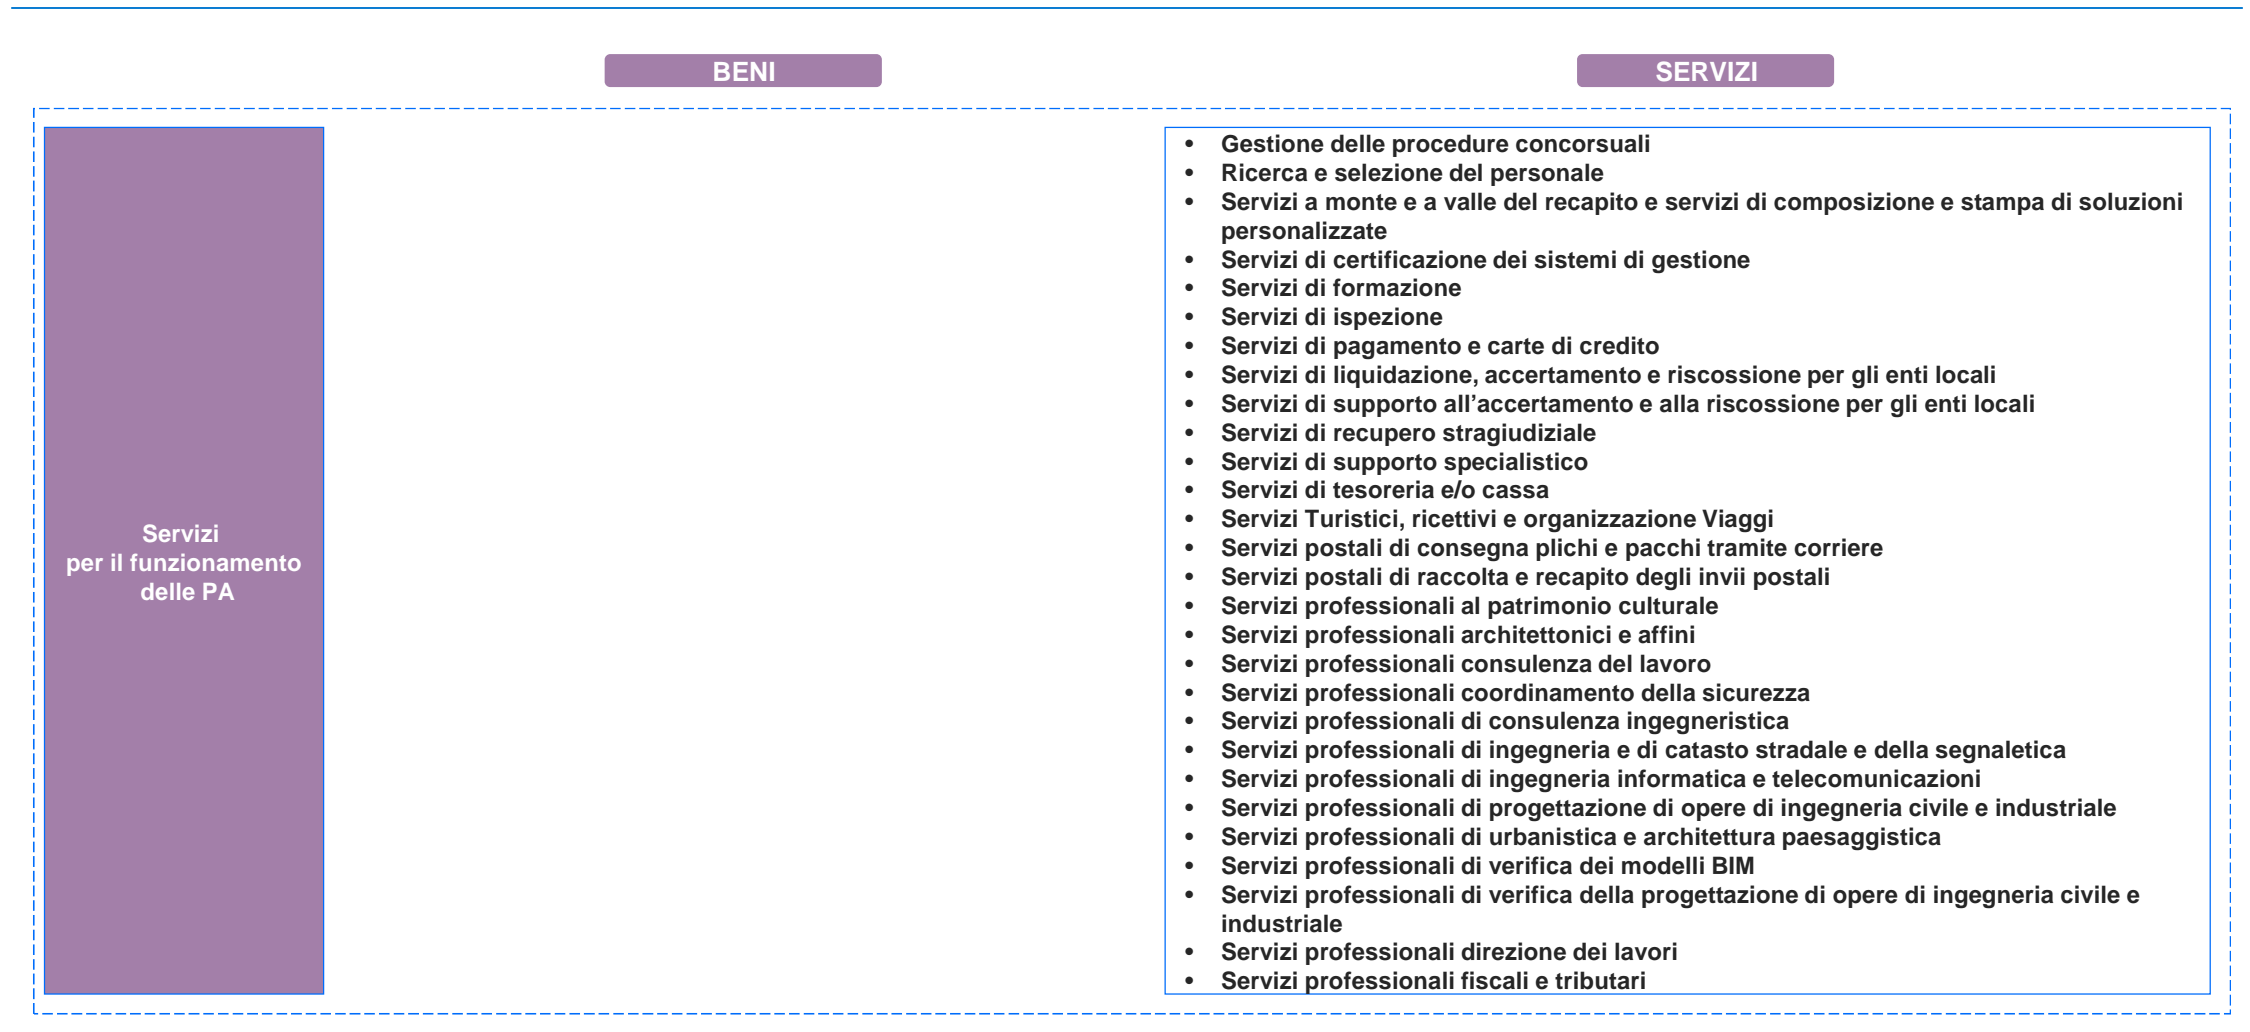 BENI
SERVIZI
Servizi
per il funzionamento
delle PA
• Gestione delle procedure concorsuali
• Ricerca e selezione del personale
• Servizi a monte e a valle del recapito e servizi di composizione e stampa di soluzioni
personalizzate
• Servizi di certificazione dei sistemi di gestione
• Servizi di formazione
• Servizi di ispezione
• Servizi di pagamento e carte di credito
• Servizi di liquidazione, accertamento e riscossione per gli enti locali
• Servizi di supporto all’accertamento e alla riscossione per gli enti locali
• Servizi di recupero stragiudiziale
• Servizi di supporto specialistico
• Servizi di tesoreria e/o cassa
• Servizi Turistici, ricettivi e organizzazione Viaggi
• Servizi postali di consegna plichi e pacchi tramite corriere
• Servizi postali di raccolta e recapito degli invii postali
• Servizi professionali al patrimonio culturale
• Servizi professionali architettonici e affini
• Servizi professionali consulenza del lavoro
• Servizi professionali coordinamento della sicurezza
• Servizi professionali di consulenza ingegneristica
• Servizi professionali di ingegneria e di catasto stradale e della segnaletica
• Servizi professionali di ingegneria informatica e telecomunicazioni
• Servizi professionali di progettazione di opere di ingegneria civile e industriale
• Servizi professionali di urbanistica e architettura paesaggistica
• Servizi professionali di verifica dei modelli BIM
• Servizi professionali di verifica della progettazione di opere di ingegneria civile e
industriale
• Servizi professionali direzione dei lavori
• Servizi professionali fiscali e tributari